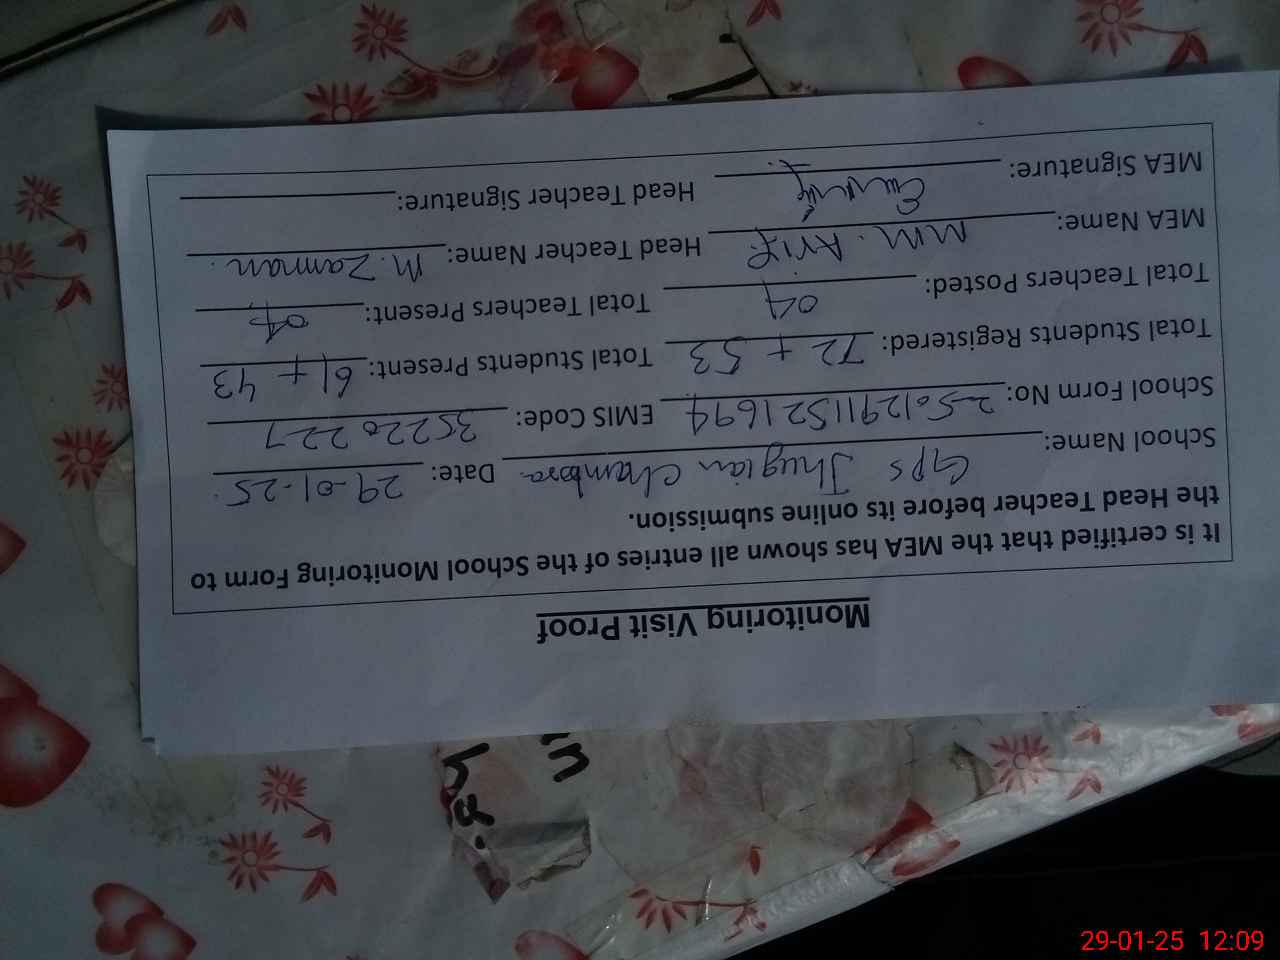 Monitoring Visit Proof
It is certified that the MEA has shown all entries of the School Monitoring Form to
the Head Teacher before its online submission.
School Name: GPS Jhugian Chambra Date: 29-01-25.
School Form No: 25012911521694 EMIS Code: 35220227
Total Students Registered: 72 + 53 Total Students Present: 61 + 43
Total Teachers Posted: 04 Total Teachers Present: 04
MEA Name: MM. Arif Head Teacher Name: M. Zamman.
MEA Signature: Head Teacher Signature:
29-01-25 12:09